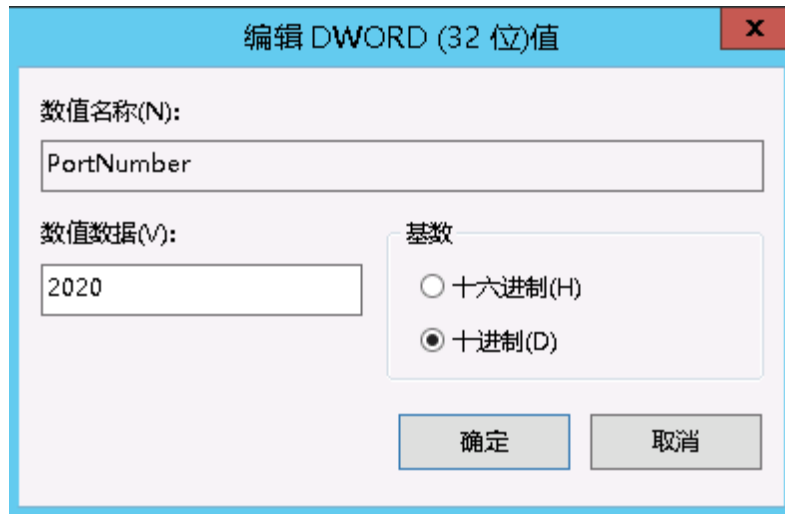 编辑 DWORD (32 位)值
x
数值名称(N):
PortNumber
数值数据(V):
基数
2020
十六进制(H)
十进制(D)
确定
取消